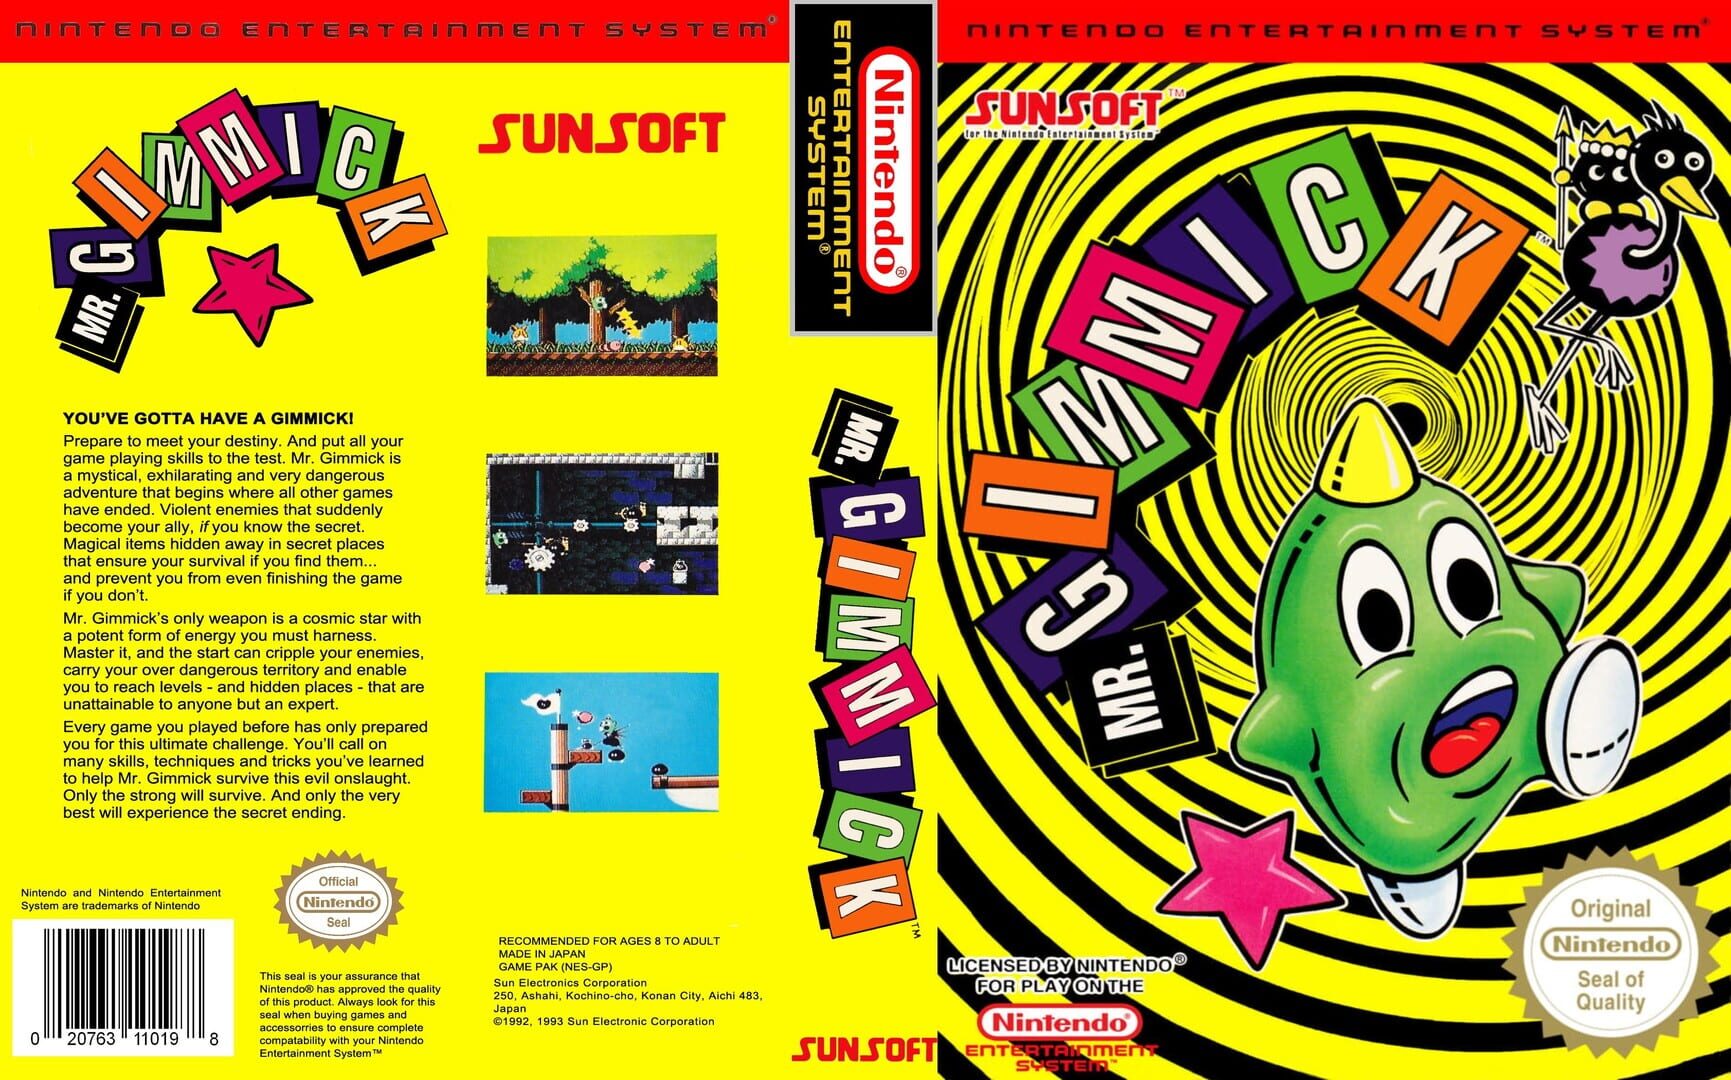 NINTENDO ENTERTAINMENT SYSTEM®
MR. GIMMICK
SUNSOFT
YOU'VE GOTTA HAVE A GIMMICK!
Prepare to meet your destiny. And put all your
game playing skills to the test. Mr. Gimmick is
a mystical, exhilarating and very dangerous
adventure that begins where all other games
have ended. Violent enemies that suddenly
become your ally, if you know the secret.
Magical items hidden away in secret places
that ensure your survival if you find them...
and prevent you from even finishing the game
if you don't.
Mr. Gimmick's only weapon is a cosmic star with
a potent form of energy you must harness.
Master it, and the start can cripple your enemies,
carry your over dangerous territory and enable
you to reach levels - and hidden places - that are
unattainable to anyone but an expert.
Every game you played before has only prepared
you for this ultimate challenge. You'll call on
many skills, techniques and tricks you've learned
to help Mr. Gimmick survive this evil onslaught.
Only the strong will survive. And only the very
best will experience the secret ending.
Nintendo and Nintendo Entertainment
System are trademarks of Nintendo
0 20763 11019 8
Official
Nintendo
Seal
This seal is your assurance that
Nintendo® has approved the quality
of this product. Always look for this
seal when buying games and
accessorries to ensure complete
compatability with your Nintendo
Entertainment System™
RECOMMENDED FOR AGES 8 TO ADULT
MADE IN JAPAN
GAME PAK (NES-GP)
Sun Electronics Corporation
250, Ashahi, Kochino-cho, Konan City, Aichi 483,
Japan
©1992, 1993 Sun Electronic Corporation
Nintendo®
ENTERTAINMENT
SYSTEM®
MR. GIMMICK™
SUNSOFT
NINTENDO ENTERTAINMENT SYSTEM®
SUNSOFT™
for the Nintendo Entertainment System™
MR. GIMMICK™
LICENSED BY NINTENDO®
FOR PLAY ON THE
Nintendo®
ENTERTAINMENT
SYSTEM™
Original
Nintendo
Seal of
Quality